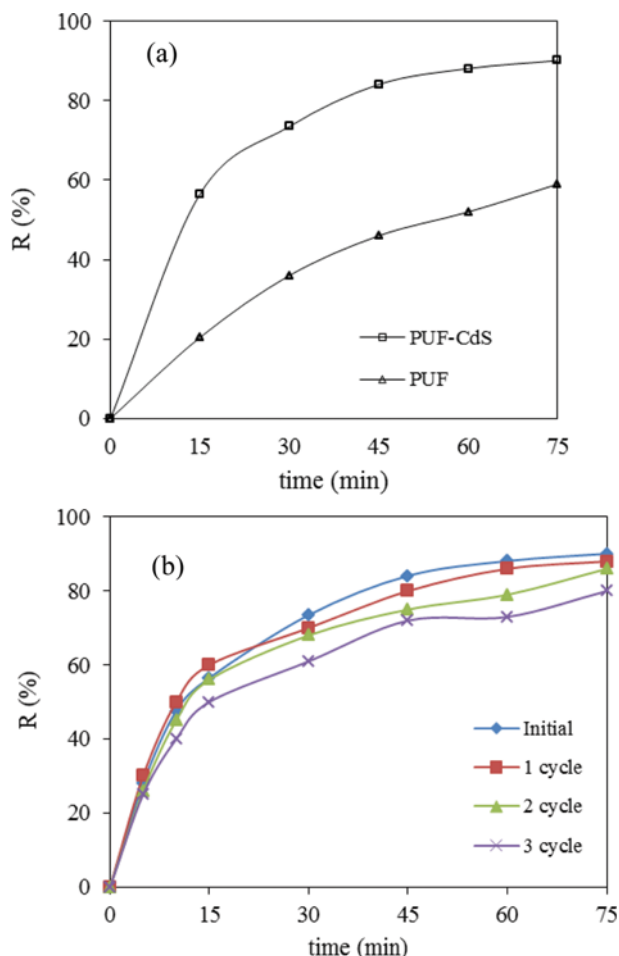 (a)
100
80
60
40
20
0
R (%)
PUF-CdS
PUF
0 15 30 45 60 75
time (min)
(b)
100
80
60
40
20
0
R (%)
Initial
1 cycle
2 cycle
3 cycle
0 15 30 45 60 75
time (min)